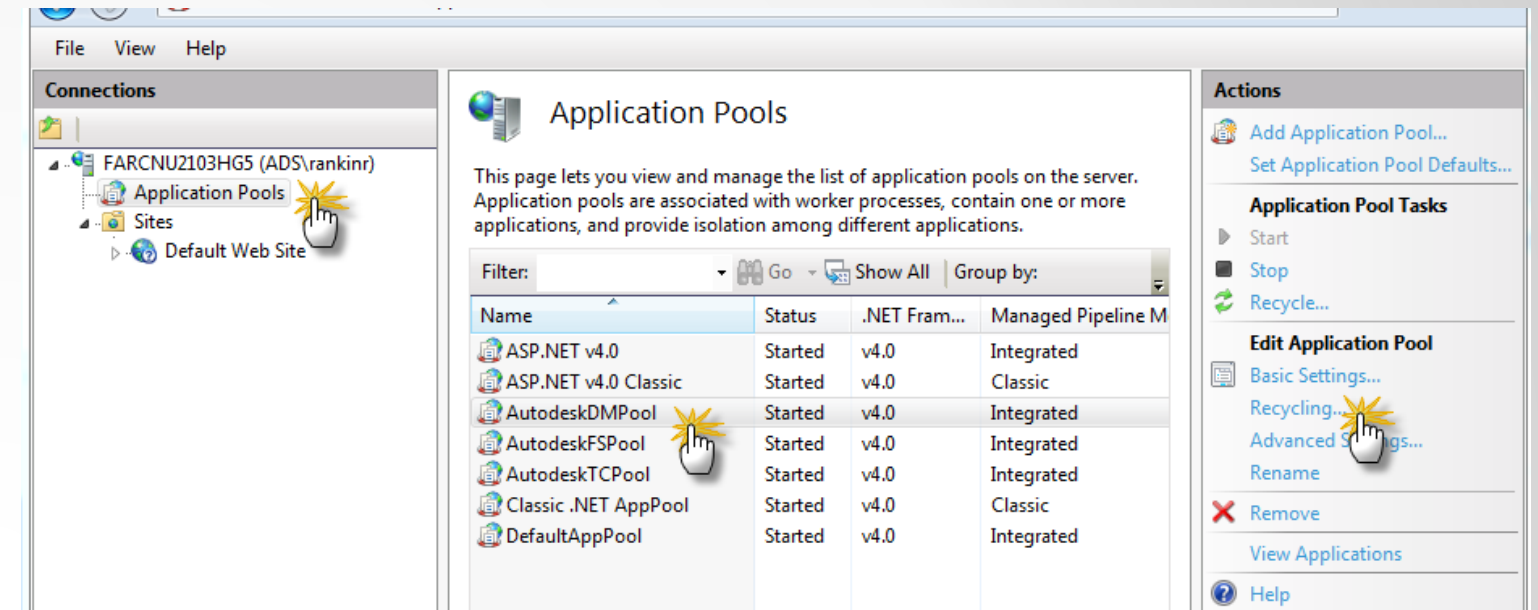 File View Help
Connections
FARCNU2103HG5 (ADS\rankinr)
Application Pools
Sites
Default Web Site
Application Pools
This page lets you view and manage the list of application pools on the server.
Application pools are associated with worker processes, contain one or more
applications, and provide isolation among different applications.
Filter: Go Show All Group by:
Name Status .NET Fram... Managed Pipeline M
ASP.NET v4.0 Started v4.0 Integrated
ASP.NET v4.0 Classic Started v4.0 Classic
AutodeskDMPool Started v4.0 Integrated
AutodeskFSPool Started v4.0 Integrated
AutodeskTCPool Started v4.0 Integrated
Classic .NET AppPool Started v4.0 Classic
DefaultAppPool Started v4.0 Integrated
Actions
Add Application Pool...
Set Application Pool Defaults...
Application Pool Tasks
Start
Stop
Recycle...
Edit Application Pool
Basic Settings...
Recycling...
Advanced
Rename
Remove
View Applications
Help